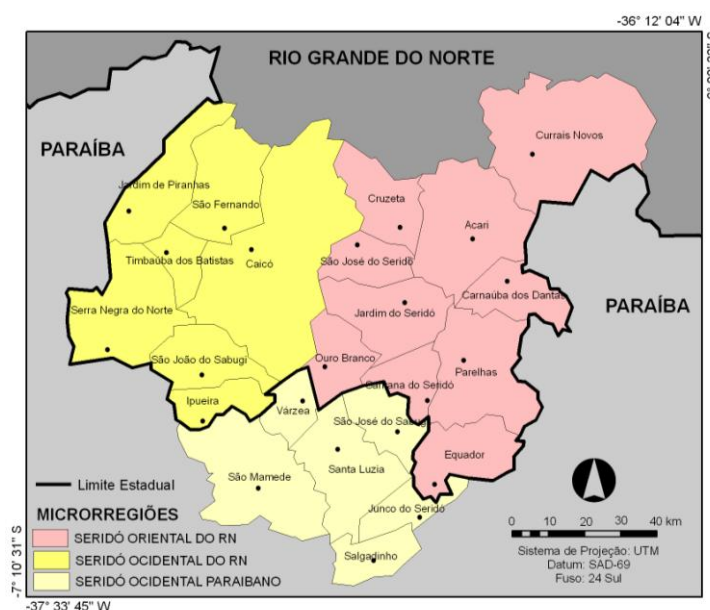 -36° 12' 04" W
RIO GRANDE DO NORTE
PARAÍBA
Currais Novos
Jardim de Piranhas
São Fernando
Cruzeta
Acari
Timbaúba dos Batistas
Caicó
São José do Seridó
Carnaúba dos Dantas
Serra Negra do Norte
Jardim do Seridó
PARAÍBA
São João do Sabugi
Ouro Branco
Parelhas
Santana do Seridó
Ipueira
Várzea
São José do Sabugi
Equador
Santa Luzia
São Mamede
Junco do Seridó
Salgadinho
Limite Estadual
MICRORREGIÕES
SERIDÓ ORIENTAL DO RN
SERIDÓ OCIDENTAL DO RN
SERIDÓ OCIDENTAL PARAIBANO
0 10 20 30 40 km
Sistema de Projeção: UTM
Datum: SAD-69
Fuso: 24 Sul
-7° 10' 31" S
-37° 33' 45" W